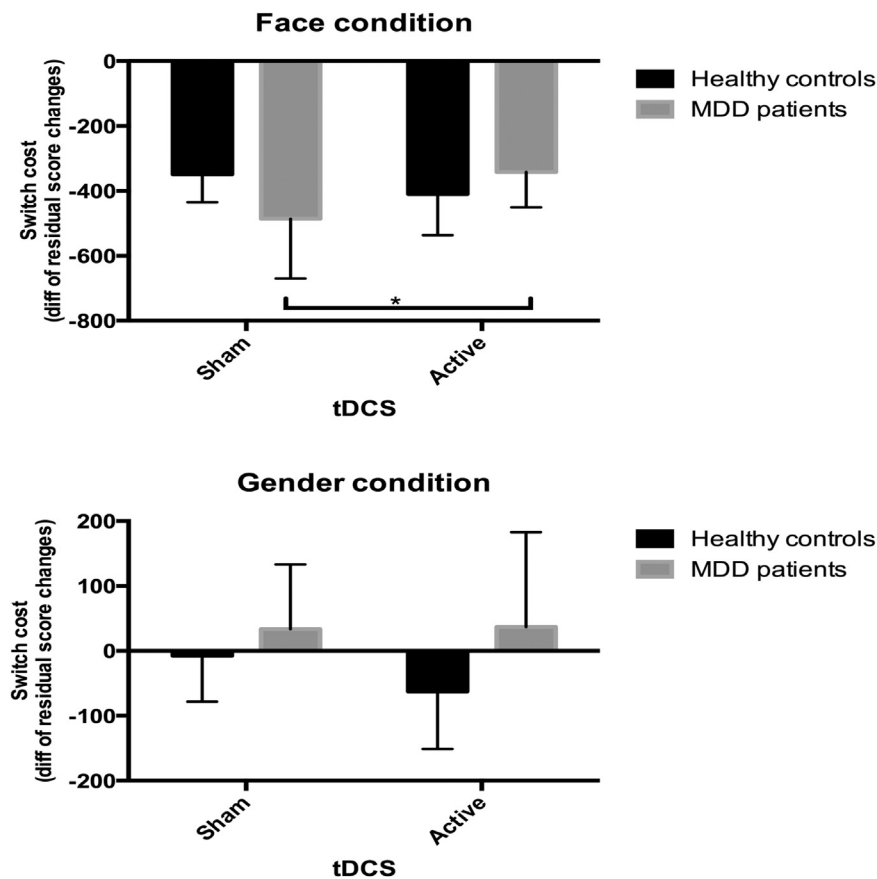 Face condition
Switch cost
(diff of residual score changes)
0
-200
-400
-600
-800
*
Sham
Active
tDCS
Healthy controls
MDD patients
Gender condition
Switch cost
(diff of residual score changes)
200
100
0
-100
-200
Sham
Active
tDCS
Healthy controls
MDD patients